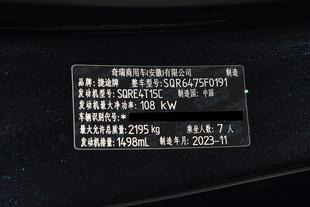 奇瑞商用车(安徽)有限公司 制造
品牌:捷途牌 整车型号:SQR6475F0191
发动机型号:SQRE4T15C 制造国:中国
发动机最大净功率:108 kW
车辆识别代号:*
最大允许总质量:2195kg 乘坐人数:7人
发动机排量:1498mL 制造年月:2023-11